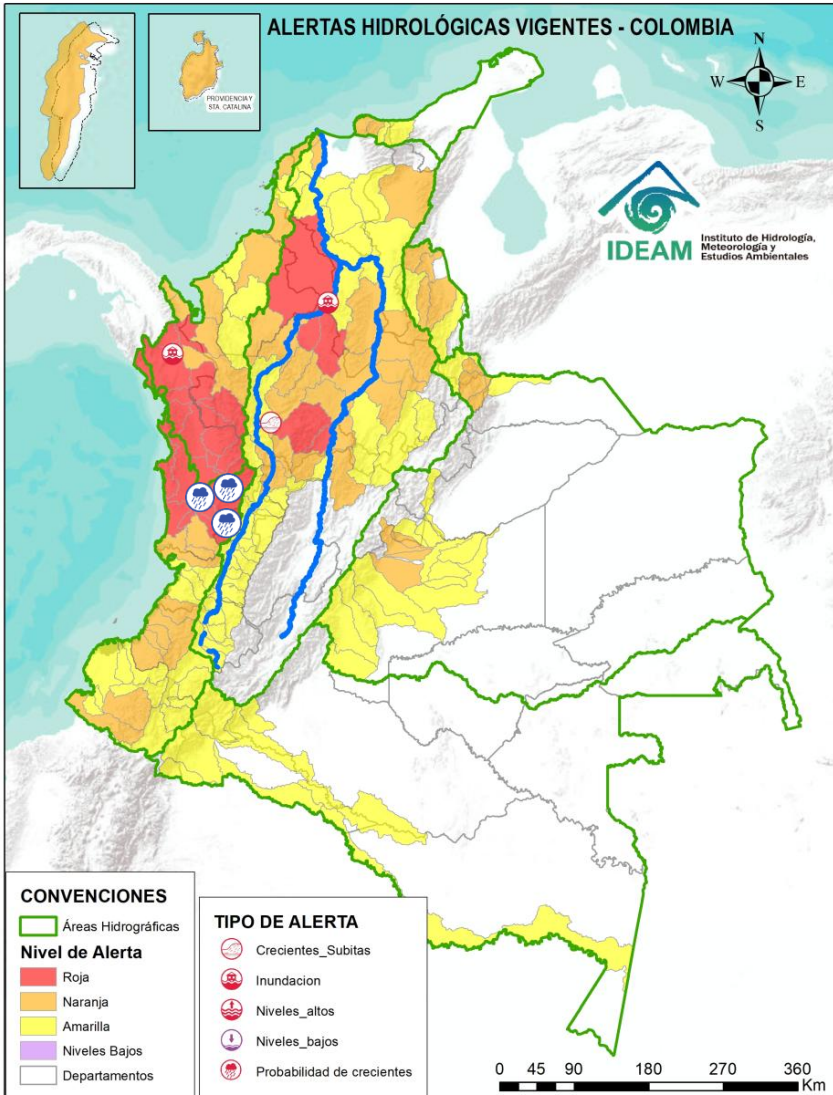 ALERTAS HIDROLÓGICAS VIGENTES - COLOMBIA
N
W
E
S
PROVIDENCIA Y
STA. CATALINA
IDEAM
Instituto de Hidrología,
Meteorología y
Estudios Ambientales
CONVENCIONES
Áreas Hidrográficas
Nivel de Alerta
Roja
Naranja
Amarilla
Niveles Bajos
Departamentos
TIPO DE ALERTA
Crecientes_Subitas
Inundacion
Niveles_altos
Niveles_bajos
Probabilidad de crecientes
0 45 90 180 270 360
Km